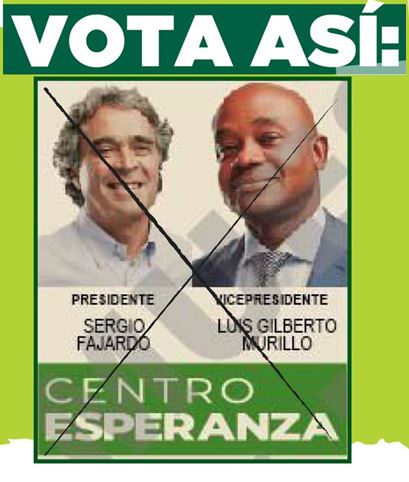 VOTA ASÍ:
PRESIDENTE
VICEPRESIDENTE
SERGIO
FAJARDO
LUIS GILBERTO
MURILLO
CENTRO
ESPERANZA